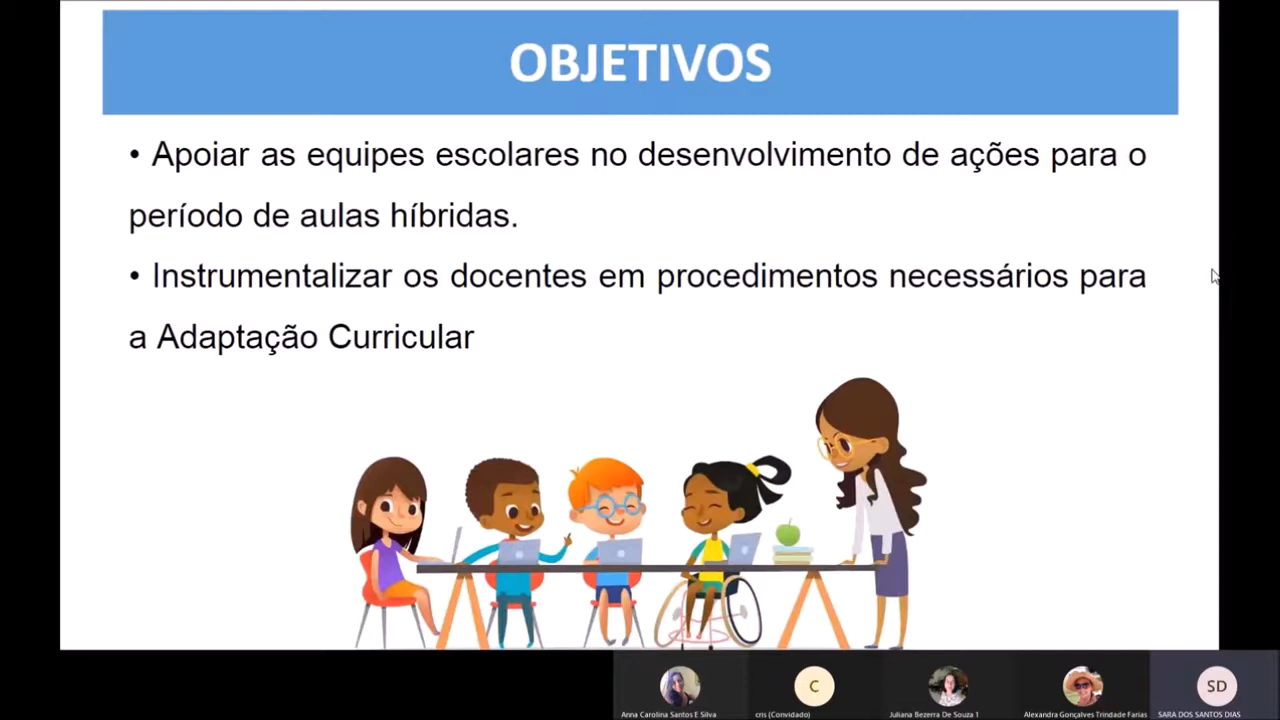 OBJETIVOS
• Apoiar as equipes escolares no desenvolvimento de ações para o
período de aulas híbridas.
• Instrumentalizar os docentes em procedimentos necessários para
a Adaptação Curricular
C
SD
Anna Carolina Santos E Silva
cris (Convidado)
Juliana Bezerra De Souza 1
Alexandra Gonçalves Trindade Farias
SARA DOS SANTOS DIAS